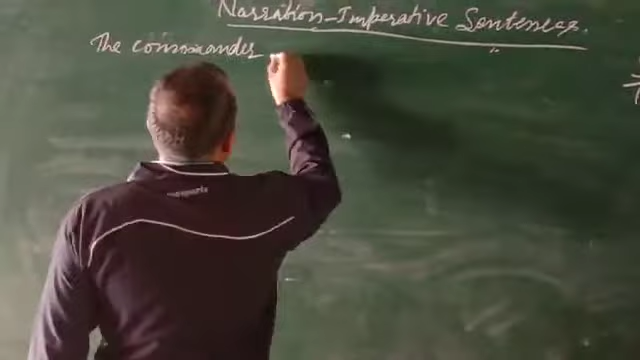 Narration-Imperative Sentences.
The commander